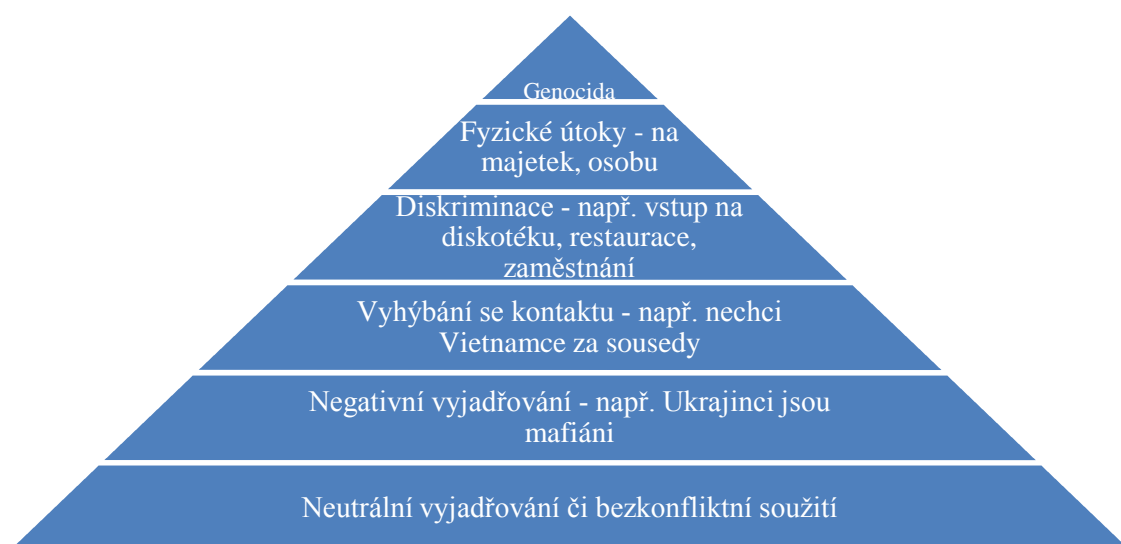 Genocida
Fyzické útoky - na
majetek, osobu
Diskriminace - např. vstup na
diskotéku, restaurace,
zaměstnání
Vyhýbání se kontaktu - např. nechci
Vietnamce za sousedy
Negativní vyjadřování - např. Ukrajinci jsou
mafiáni
Neutrální vyjadřování či bezkonfliktní soužití